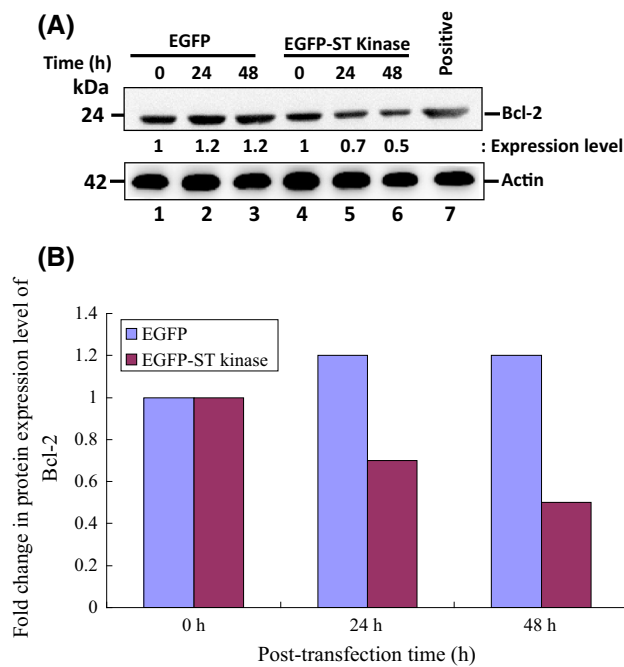 (A)
EGFP EGFP-ST Kinase Positive
Time (h) 0 24 48 0 24 48
kDa
24 Bcl-2
1 1.2 1.2 1 0.7 0.5 : Expression level
42 Actin
1 2 3 4 5 6 7
(B)
Fold change in protein expression level of
Bcl-2
1.4
1.2
1
0.8
0.6
0.4
0.2
0
EGFP
EGFP-ST kinase
0 h 24 h 48 h
Post-transfection time (h)